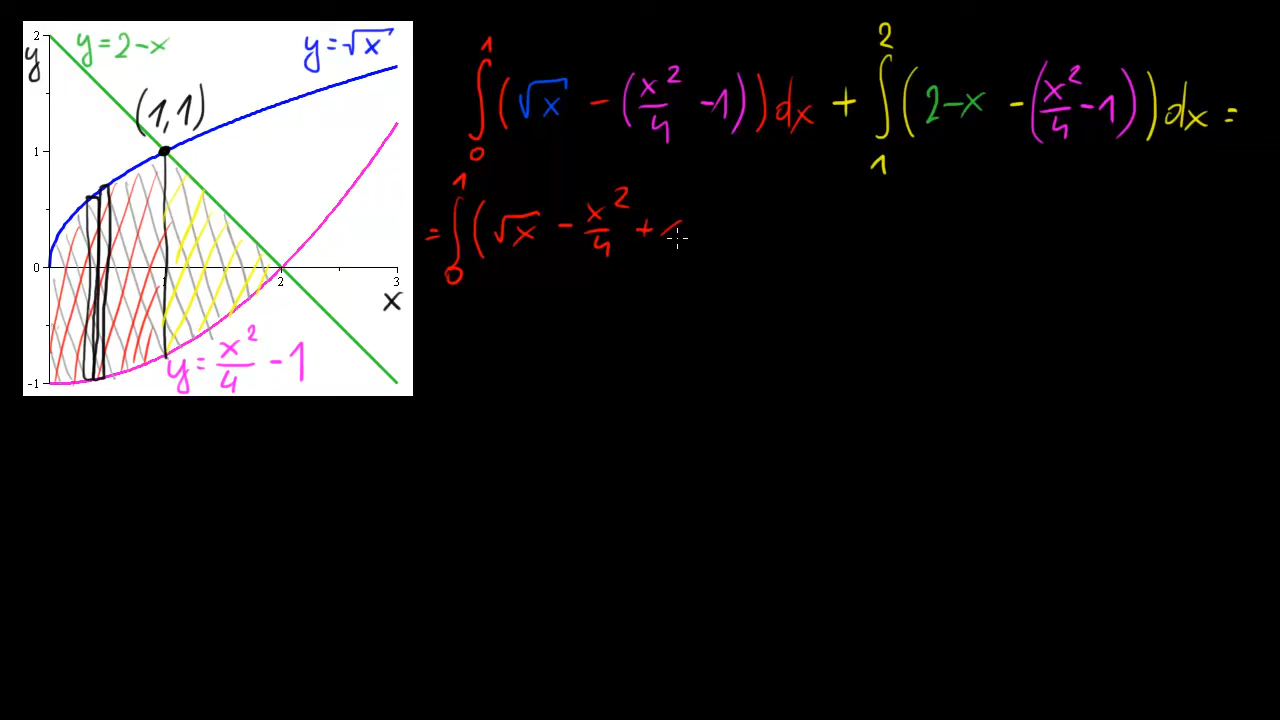 2
y
y = 2 - x
y = √x
(1,1)
1
0
1
2
3
x
-1
y = x²/4 - 1
∫₀¹ (√x - (x²/4 - 1)) dx + ∫₁² (2 - x - (x²/4 - 1)) dx =
= ∫₀¹ (√x - x²/4 +